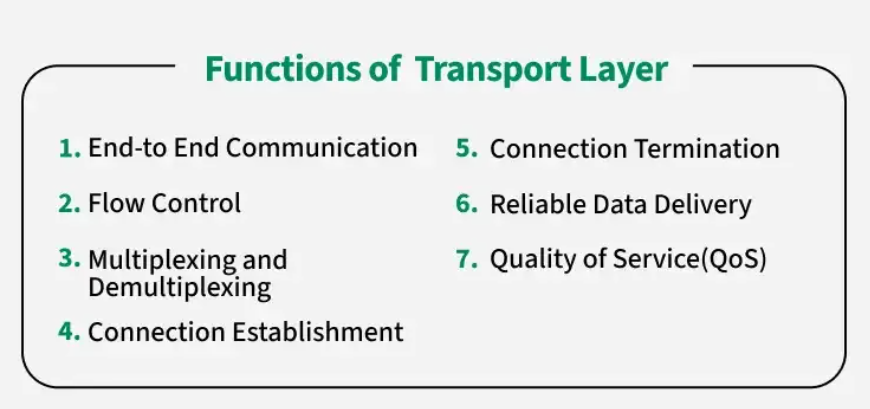 Functions of Transport Layer
1. End-to End Communication
2. Flow Control
3. Multiplexing and
Demultiplexing
4. Connection Establishment
5. Connection Termination
6. Reliable Data Delivery
7. Quality of Service(QoS)